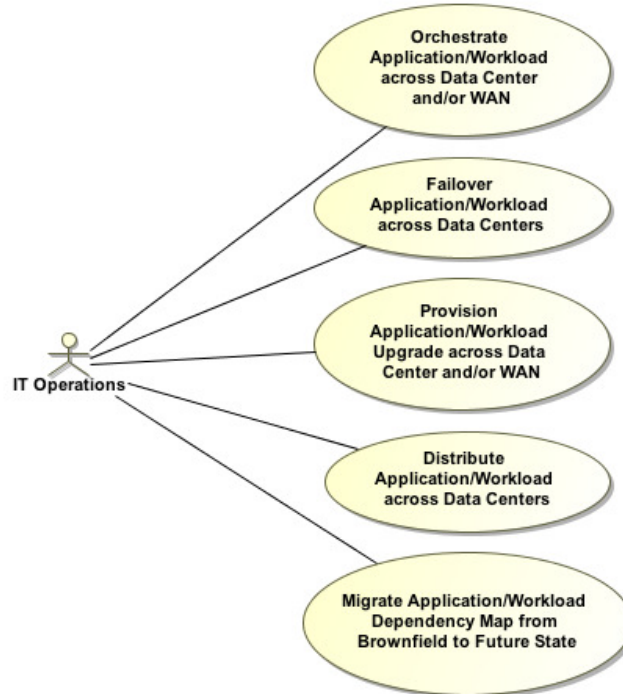 Orchestrate
Application/Workload
across Data Center
and/or WAN
Failover
Application/Workload
across Data Centers
Provision
Application/Workload
Upgrade across Data
Center and/or WAN
IT Operations
Distribute
Application/Workload
across Data Centers
Migrate Application/Workload
Dependency Map from
Brownfield to Future State